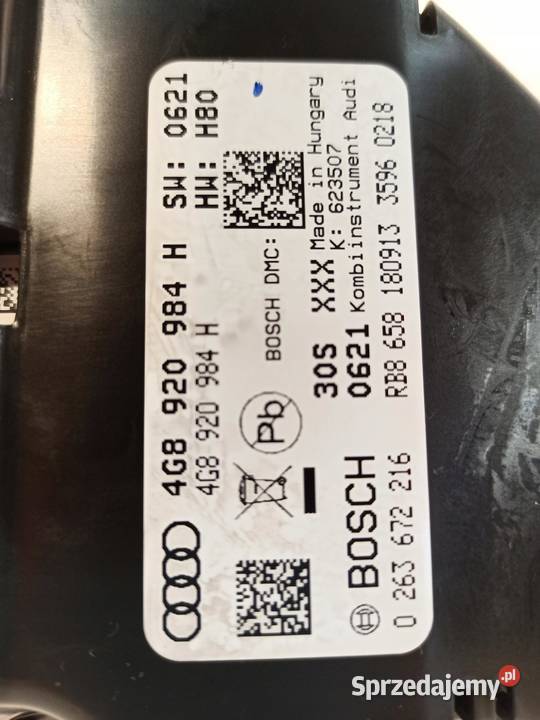 4G8 920 984 H SW: 0621
4G8 920 984 H HW: H80
BOSCH DMC:
Pb
30S XXX Made in Hungary
K: 623507
0621 Kombiinstrument Audi
BOSCH RB8 658 180913 3596 0218
0 263 672 216
Sprzedajemy.pl